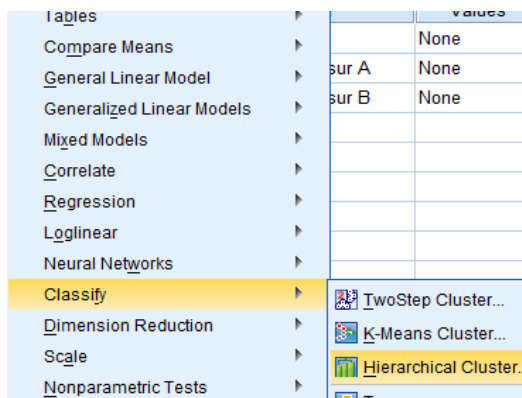 Tables
Values
Compare Means
None
General Linear Model
sur A
None
Generalized Linear Models
sur B
None
Mixed Models
Correlate
Regression
Loglinear
Neural Networks
Classify
TwoStep Cluster...
Dimension Reduction
K-Means Cluster...
Scale
Hierarchical Cluster.
Nonparametric Tests